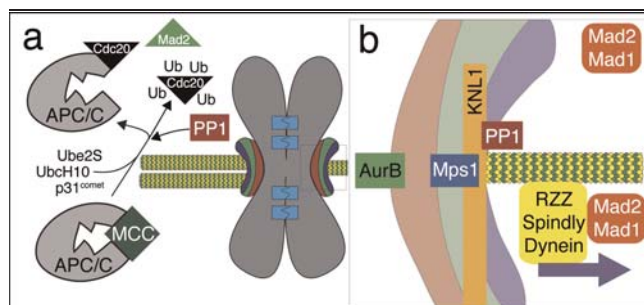 a
Cdc20
Mad2
APC/C
Ub Ub
Ub Cdc20
Ub
PP1
Ube2S
UbcH10
p31comet
MCC
APC/C
b
Mad2
Mad1
KNL1
PP1
AurB
Mps1
RZZ
Spindly
Dynein
Mad2
Mad1